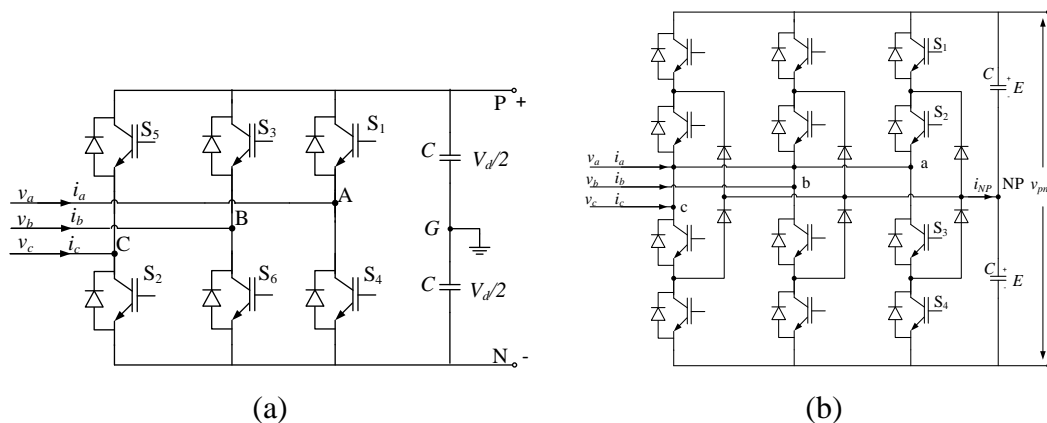 P +
S5 S3 S1
C Vd/2
va ia
A
vb ib
B
G
vc ic
C
S2 S6 S4
C Vd/2
N -
(a)
S1
C + - E
S2
va ia
a
vb ib
b
iNP NP
vpn
vc ic
c
S3
C + - E
S4
(b)